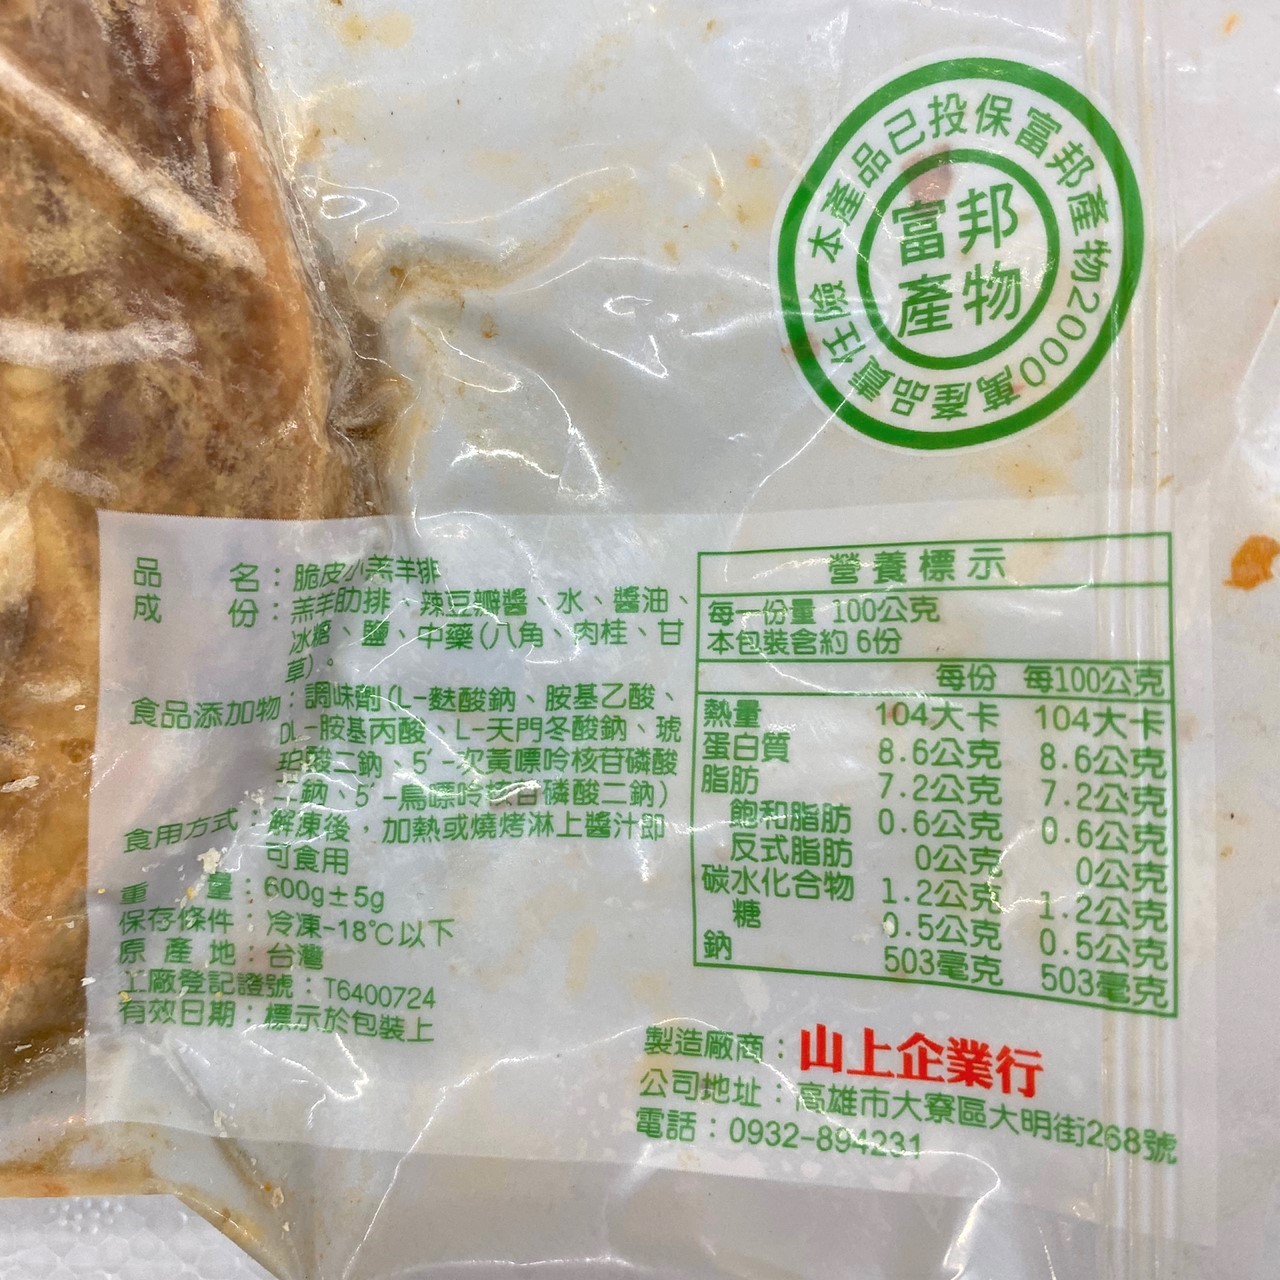 本產品已投保富邦產物2000萬產品責任險
富邦
產物
品名：脆皮小羔羊排
成份：羔羊肋排、辣豆瓣醬、水、醬油、
冰糖、鹽、中藥(八角、肉桂、甘
草)。
食品添加物：調味劑(L-麩酸鈉、胺基乙酸、
DL-胺基丙酸、L-天門冬酸鈉、琥
珀酸二鈉、5'-次黃嘌呤核苷磷酸
二鈉、5'-鳥嘌呤核苷磷酸二鈉)
食用方式：解凍後，加熱或燒烤淋上醬汁即
可食用
重量：600g±5g
保存條件：冷凍-18℃以下
原產地：台灣
工廠登記證號：T6400724
有效日期：標示於包裝上
營養標示
每一份量 100公克
本包裝含約 6份
每份 每100公克
熱量 104大卡 104大卡
蛋白質 8.6公克 8.6公克
脂肪 7.2公克 7.2公克
飽和脂肪 0.6公克 0.6公克
反式脂肪 0公克 0公克
碳水化合物 1.2公克 1.2公克
糖 0.5公克 0.5公克
鈉 503毫克 503毫克
製造廠商：山上企業行
公司地址：高雄市大寮區大明街268號
電話：0932-894231